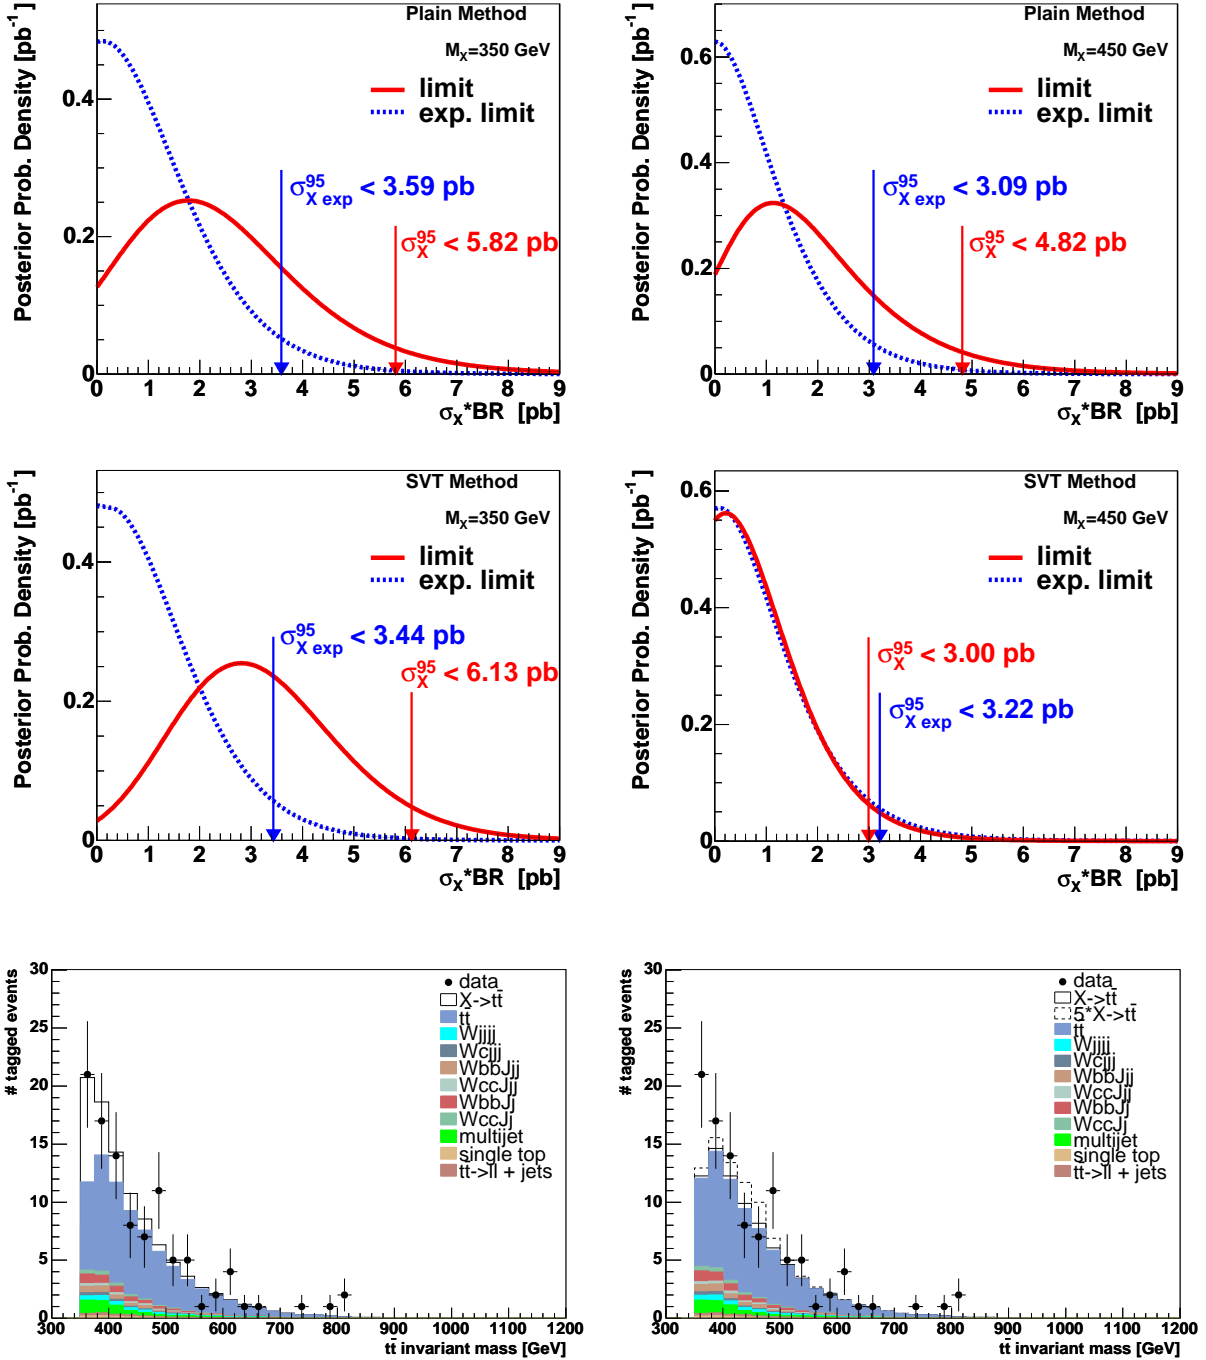 Plain Method
M_X=350 GeV
limit
exp. limit
σ^95_X exp < 3.59 pb
σ^95_X < 5.82 pb
Posterior Prob. Density [pb^-1]
0.4
0.2
0
0 1 2 3 4 5 6 7 8 9
σ_X*BR [pb]
Plain Method
M_X=450 GeV
limit
exp. limit
σ^95_X exp < 3.09 pb
σ^95_X < 4.82 pb
Posterior Prob. Density [pb^-1]
0.6
0.4
0.2
0
0 1 2 3 4 5 6 7 8 9
σ_X*BR [pb]
SVT Method
M_X=350 GeV
limit
exp. limit
σ^95_X exp < 3.44 pb
σ^95_X < 6.13 pb
Posterior Prob. Density [pb^-1]
0.4
0.2
0
0 1 2 3 4 5 6 7 8 9
σ_X*BR [pb]
SVT Method
M_X=450 GeV
limit
exp. limit
σ^95_X < 3.00 pb
σ^95_X exp < 3.22 pb
Posterior Prob. Density [pb^-1]
0.6
0.4
0.2
0
0 1 2 3 4 5 6 7 8 9
σ_X*BR [pb]
# tagged events
30
25
20
15
10
5
0
data
X->tt̄
tt̄
Wjjjj
Wcjjj
WbbJjj
WccJjj
WbbJj
WccJj
multijet
single top
tt̄->ll + jets
300 400 500 600 700 800 900 1000 1100 1200
tt̄ invariant mass [GeV]
# tagged events
30
25
20
15
10
5
0
data
X->tt̄
5*X->tt̄
tt̄
Wjjjj
Wcjjj
WbbJjj
WccJjj
WbbJj
WccJj
multijet
single top
tt̄->ll + jets
300 400 500 600 700 800 900 1000 1100 1200
tt̄ invariant mass [GeV]